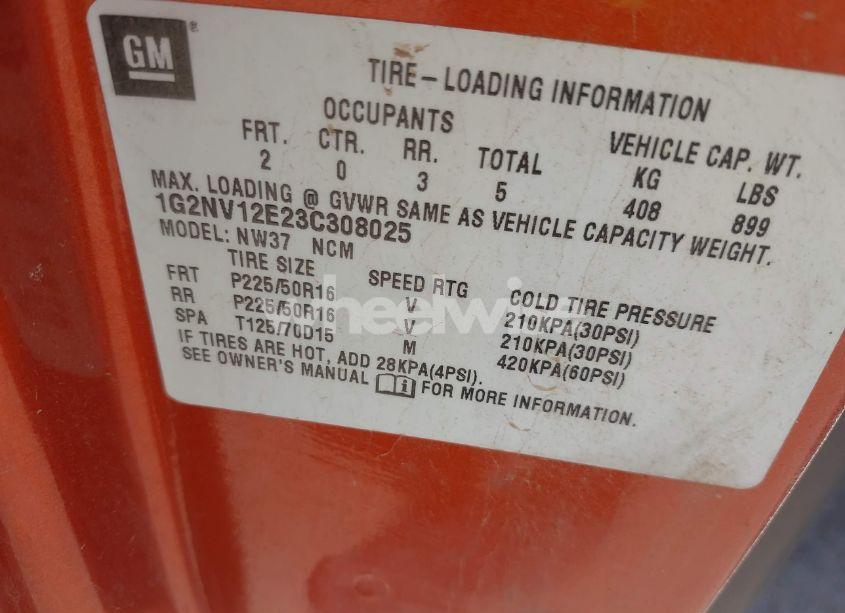 GM
TIRE – LOADING INFORMATION
OCCUPANTS VEHICLE CAP. WT.
FRT. CTR. RR. TOTAL KG LBS
2 0 3 5 408 899
MAX. LOADING @ GVWR SAME AS VEHICLE CAPACITY WEIGHT.
1G2NV12E23C308025
MODEL: NW37 NCM
TIRE SIZE SPEED RTG COLD TIRE PRESSURE
FRT P225/50R16 V 210KPA(30PSI)
RR P225/50R16 V 210KPA(30PSI)
SPA T125/70D15 M 420KPA(60PSI)
IF TIRES ARE HOT, ADD 28KPA(4PSI).
SEE OWNER'S MANUAL FOR MORE INFORMATION.